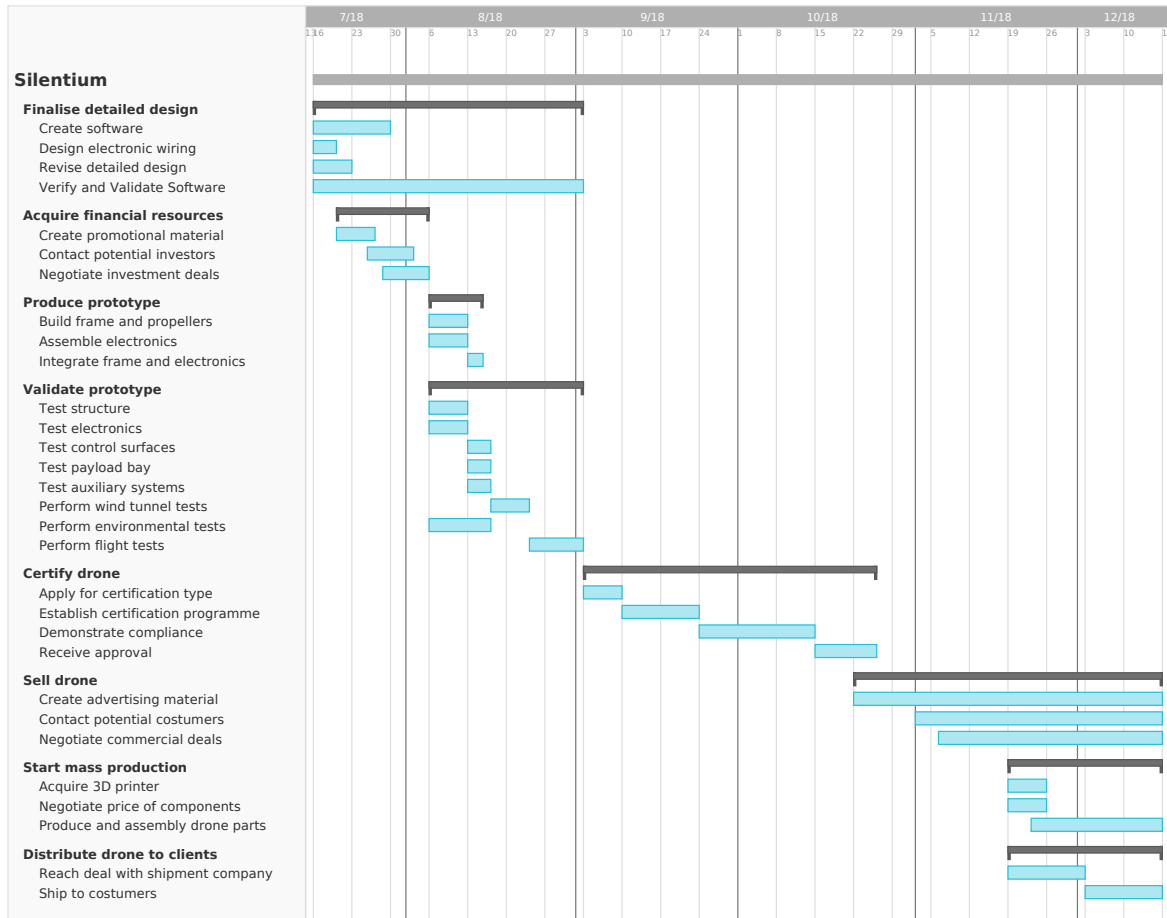 7/18 8/18 9/18 10/18 11/18 12/18
16 23 30 6 13 20 27 3 10 17 24 1 8 15 22 29 5 12 19 26 3 10
Silentium
Finalise detailed design
Create software
Design electronic wiring
Revise detailed design
Verify and Validate Software
Acquire financial resources
Create promotional material
Contact potential investors
Negotiate investment deals
Produce prototype
Build frame and propellers
Assemble electronics
Integrate frame and electronics
Validate prototype
Test structure
Test electronics
Test control surfaces
Test payload bay
Test auxiliary systems
Perform wind tunnel tests
Perform environmental tests
Perform flight tests
Certify drone
Apply for certification type
Establish certification programme
Demonstrate compliance
Receive approval
Sell drone
Create advertising material
Contact potential costumers
Negotiate commercial deals
Start mass production
Acquire 3D printer
Negotiate price of components
Produce and assembly drone parts
Distribute drone to clients
Reach deal with shipment company
Ship to costumers